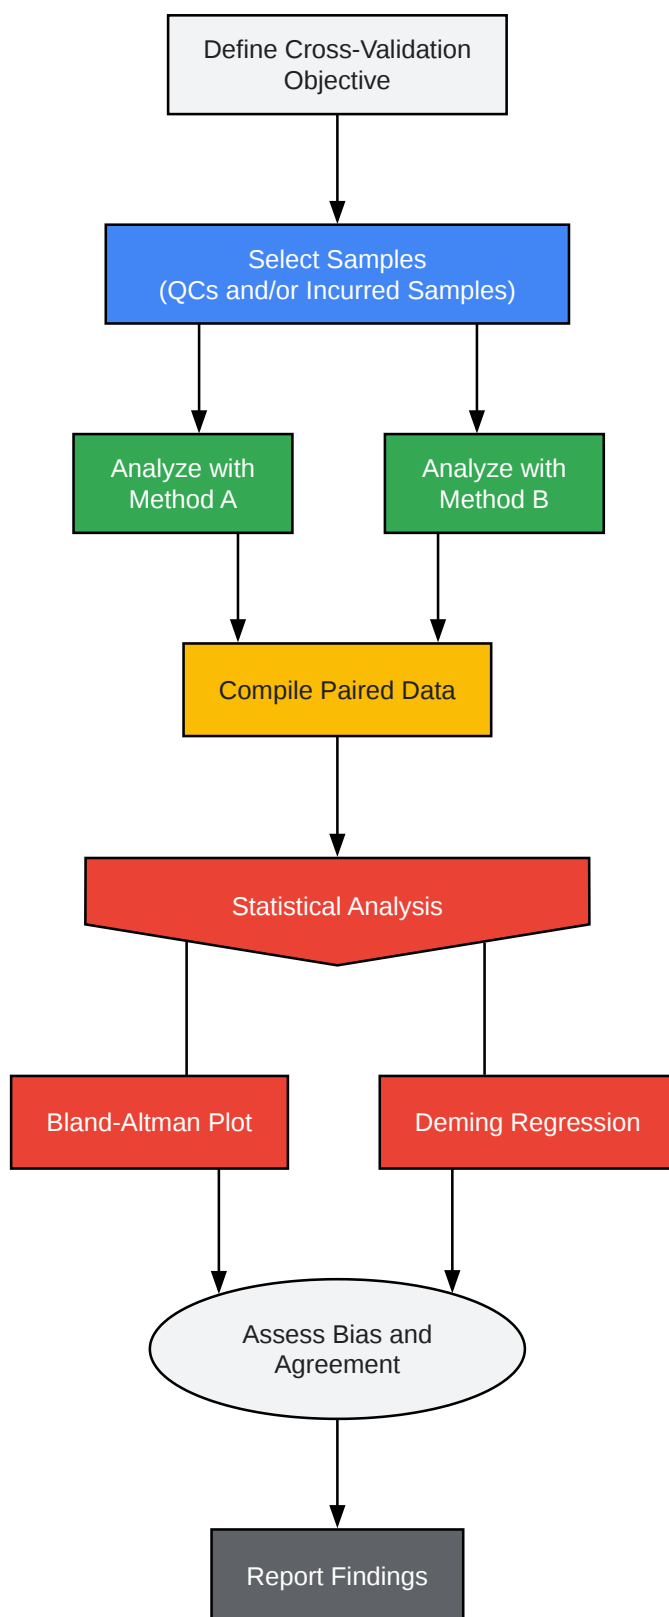 Define Cross-Validation
Objective
Select Samples
(QCs and/or Incurred Samples)
Analyze with
Method A
Analyze with
Method B
Compile Paired Data
Statistical Analysis
Bland-Altman Plot
Deming Regression
Assess Bias and
Agreement
Report Findings